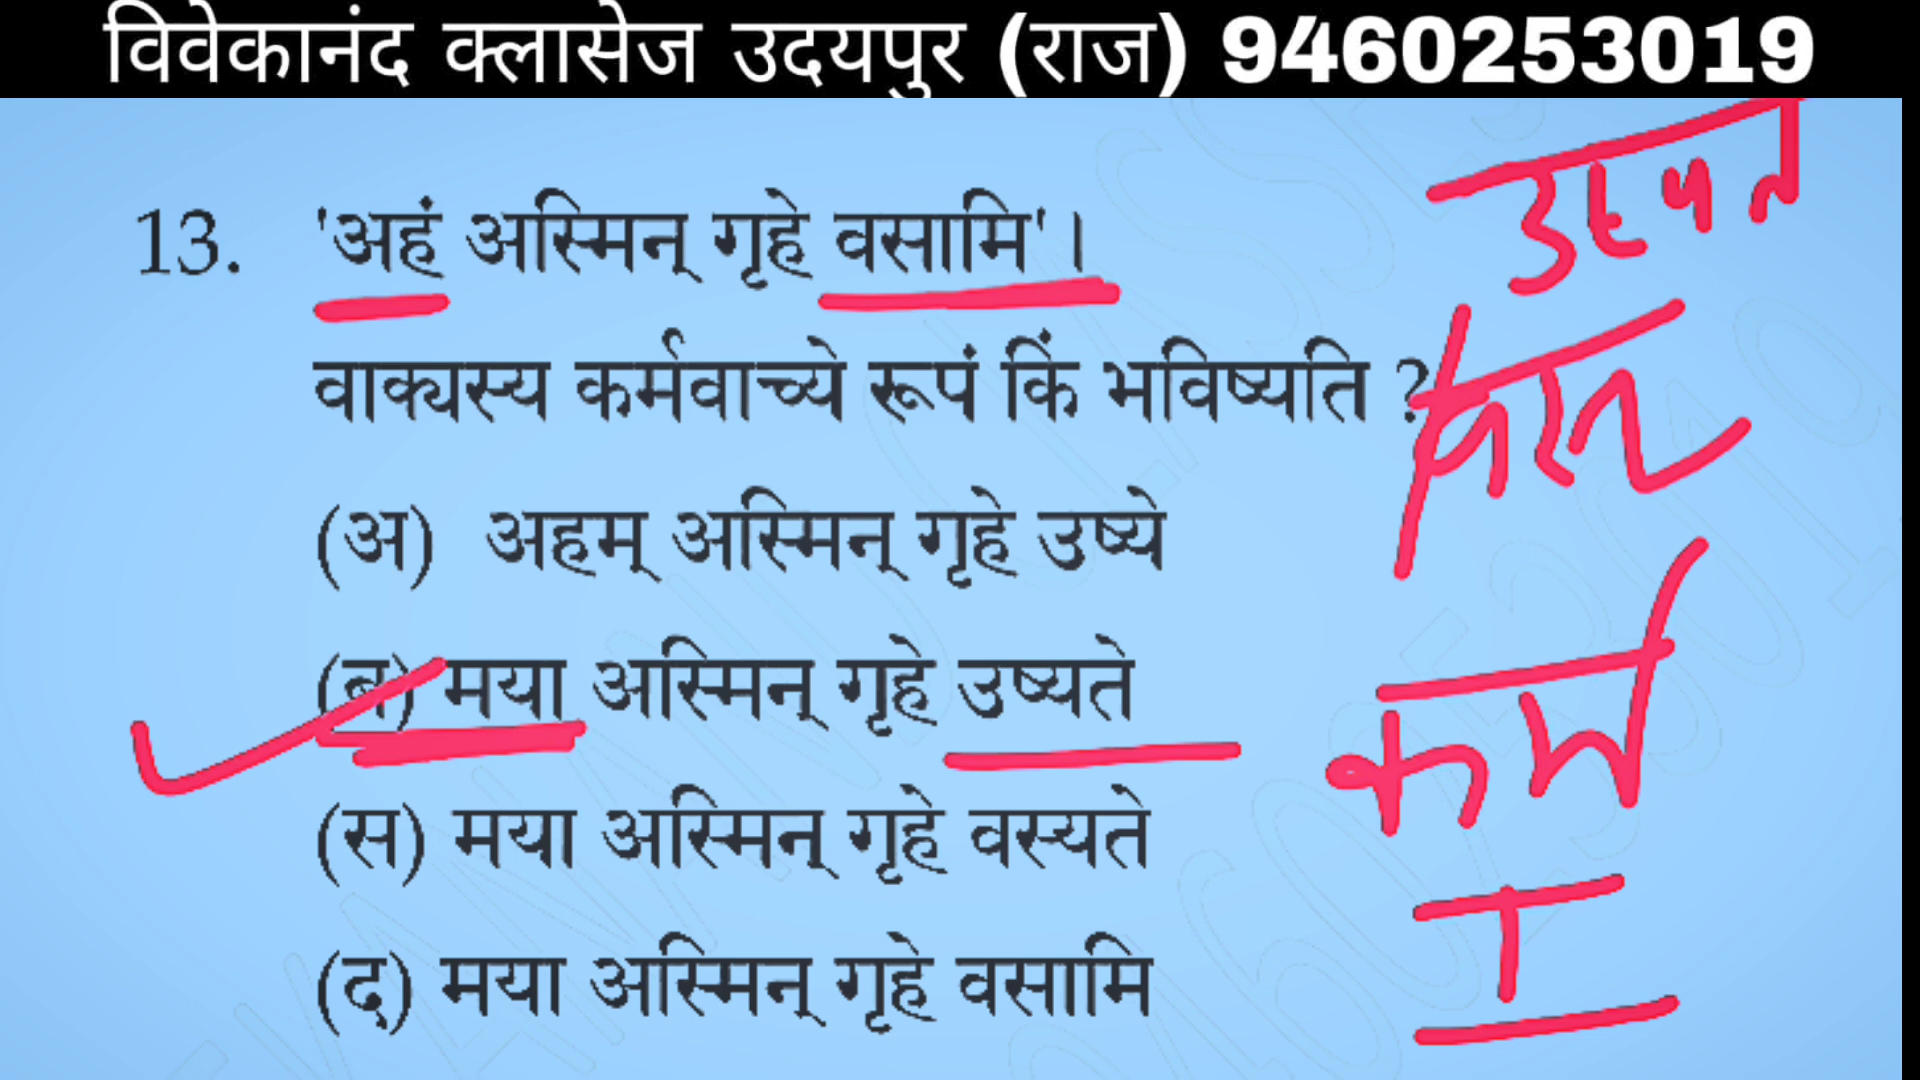 विवेकानंद क्लासेज उदयपुर (राज) 9460253019
13. 'अहं अस्मिन् गृहे वसामि'।
वाक्यस्य कर्मवाच्ये रूपं किं भविष्यति ?
(अ) अहम् अस्मिन् गृहे उष्ये
(ब) मया अस्मिन् गृहे उष्यते
(स) मया अस्मिन् गृहे वस्यते
(द) मया अस्मिन् गृहे वसामि
कर्म